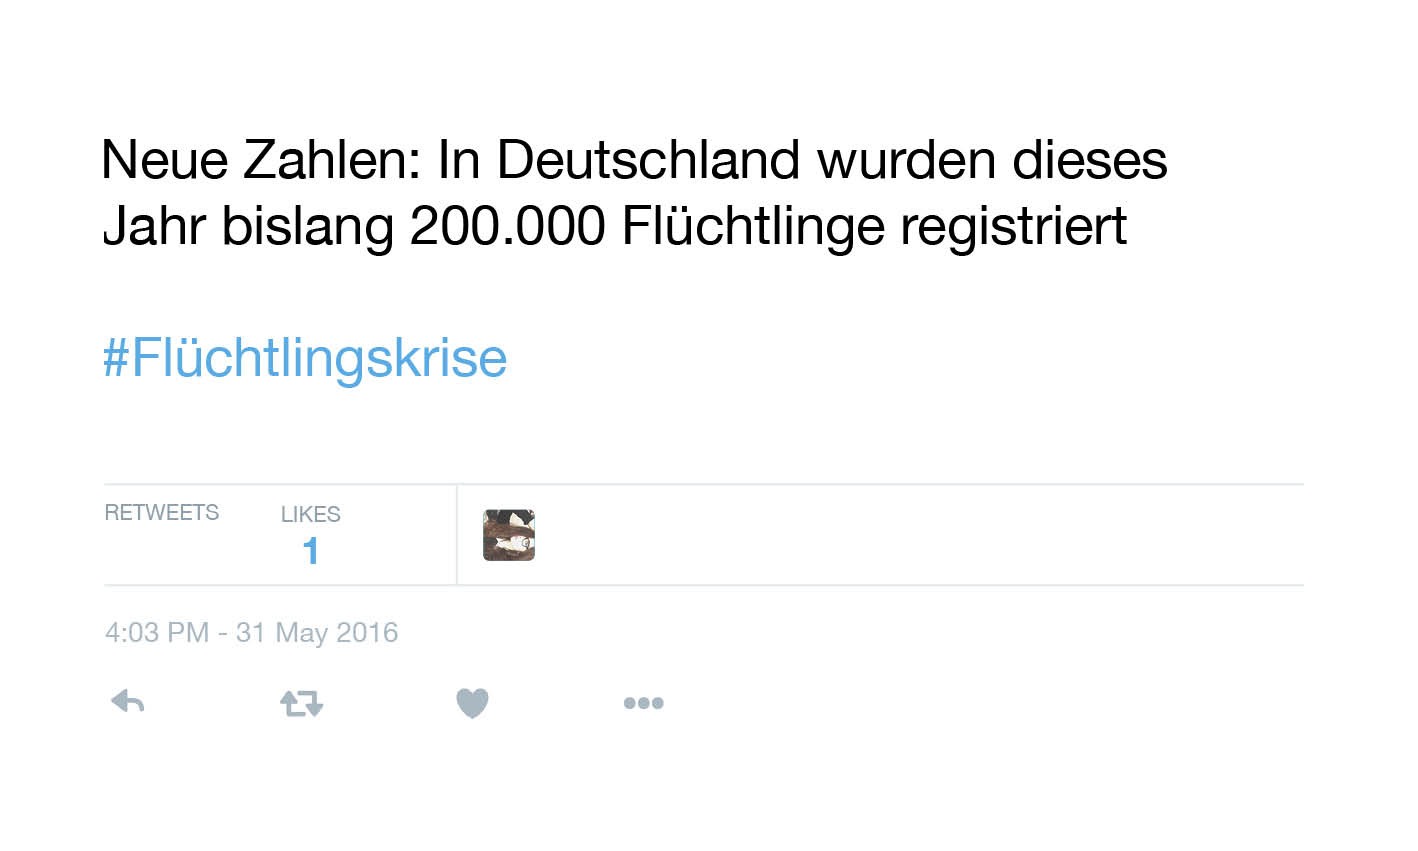 Neue Zahlen: In Deutschland wurden dieses
Jahr bislang 200.000 Flüchtlinge registriert
#Flüchtlingskrise
RETWEETS LIKES
1
4:03 PM - 31 May 2016